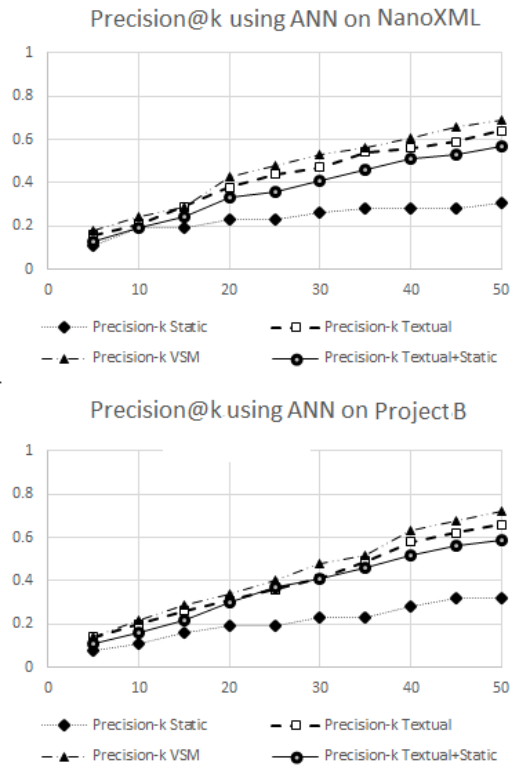 Precision@k using ANN on NanoXML
1
0.8
0.6
0.4
0.2
0
0 10 20 30 40 50
Precision-k Static Precision-k Textual
Precision-k VSM Precision-k Textual+Static
Precision@k using ANN on Project B
1
0.8
0.6
0.4
0.2
0
0 10 20 30 40 50
Precision-k Static Precision-k Textual
Precision-k VSM Precision-k Textual+Static